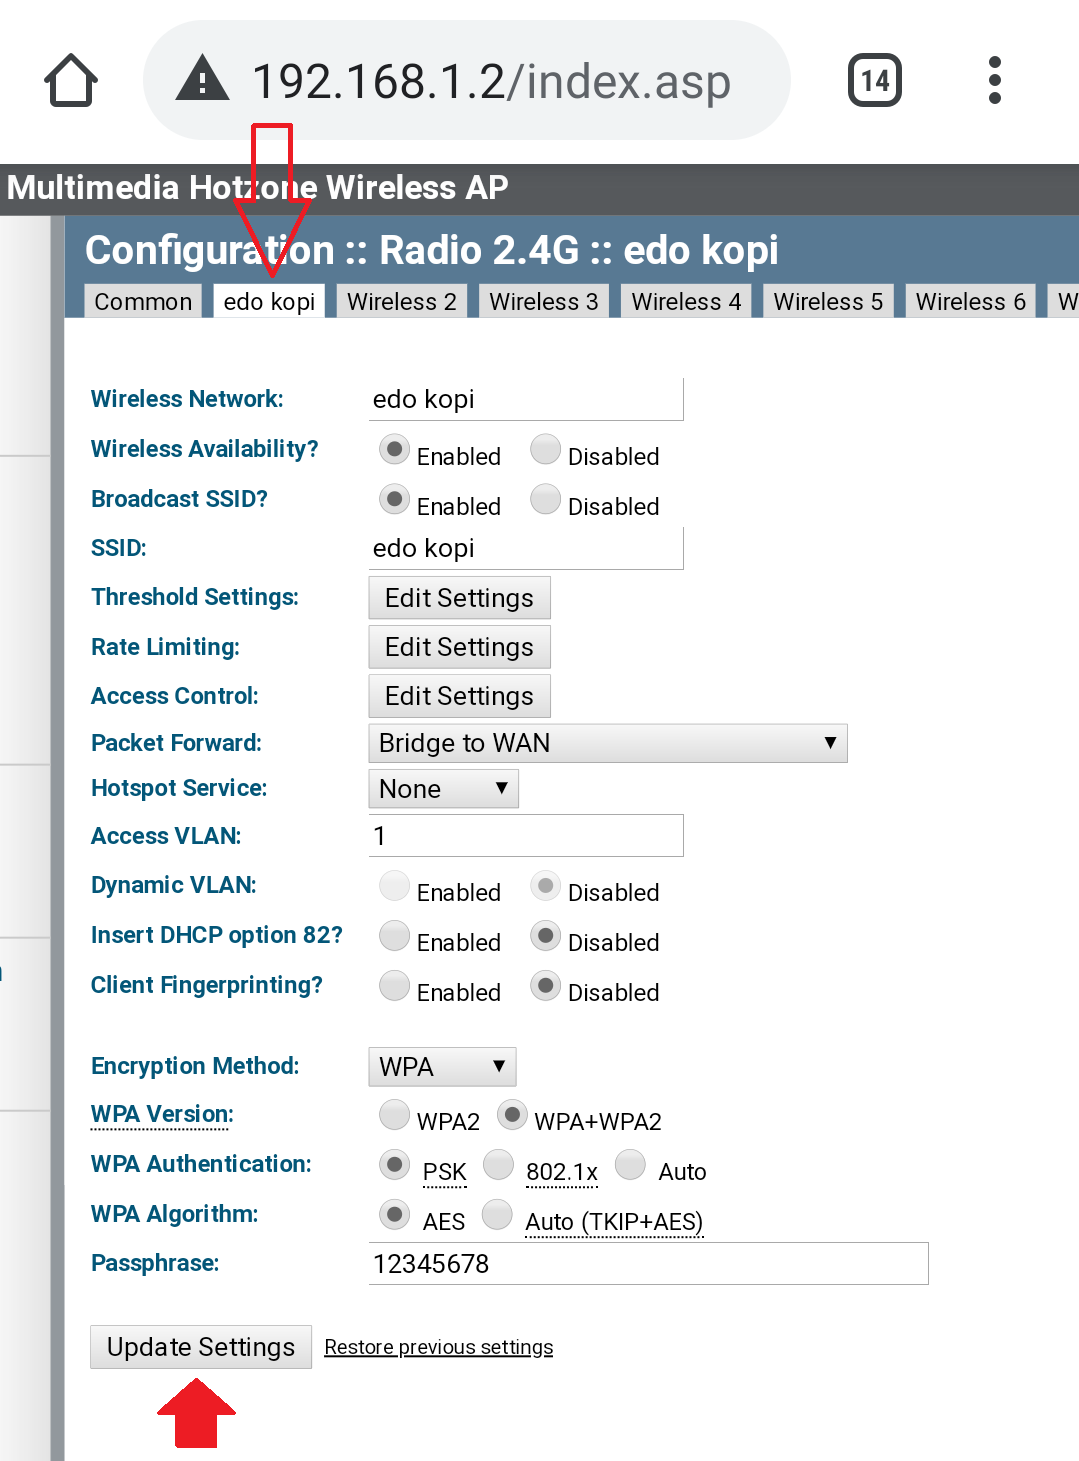 192.168.1.2/index.asp 14
Multimedia Hotzone Wireless AP
Configuration :: Radio 2.4G :: edo kopi
Common edo kopi Wireless 2 Wireless 3 Wireless 4 Wireless 5 Wireless 6 W
Wireless Network: edo kopi
Wireless Availability? Enabled Disabled
Broadcast SSID? Enabled Disabled
SSID: edo kopi
Threshold Settings: Edit Settings
Rate Limiting: Edit Settings
Access Control: Edit Settings
Packet Forward: Bridge to WAN
Hotspot Service: None
Access VLAN: 1
Dynamic VLAN: Enabled Disabled
Insert DHCP option 82? Enabled Disabled
Client Fingerprinting? Enabled Disabled
Encryption Method: WPA
WPA Version: WPA2 WPA+WPA2
WPA Authentication: PSK 802.1x Auto
WPA Algorithm: AES Auto (TKIP+AES)
Passphrase: 12345678
Update Settings Restore previous settings